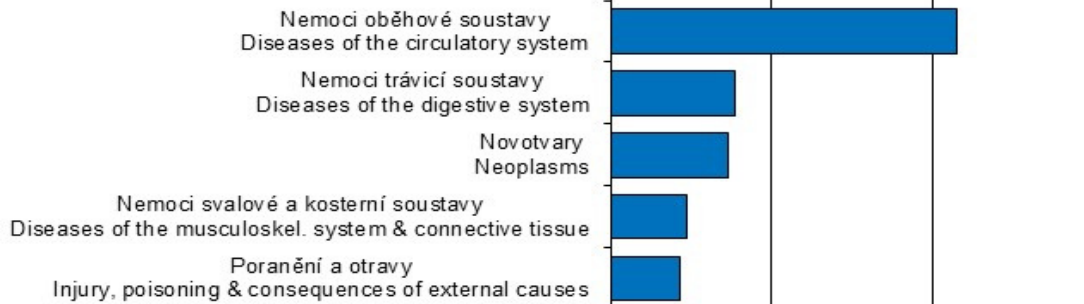 Nemoci oběhové soustavy
Diseases of the circulatory system
Nemoci trávicí soustavy
Diseases of the digestive system
Novotvary
Neoplasms
Nemoci svalové a kosterní soustavy
Diseases of the musculoskel. system & connective tissue
Poranění a otravy
Injury, poisoning & consequences of external causes